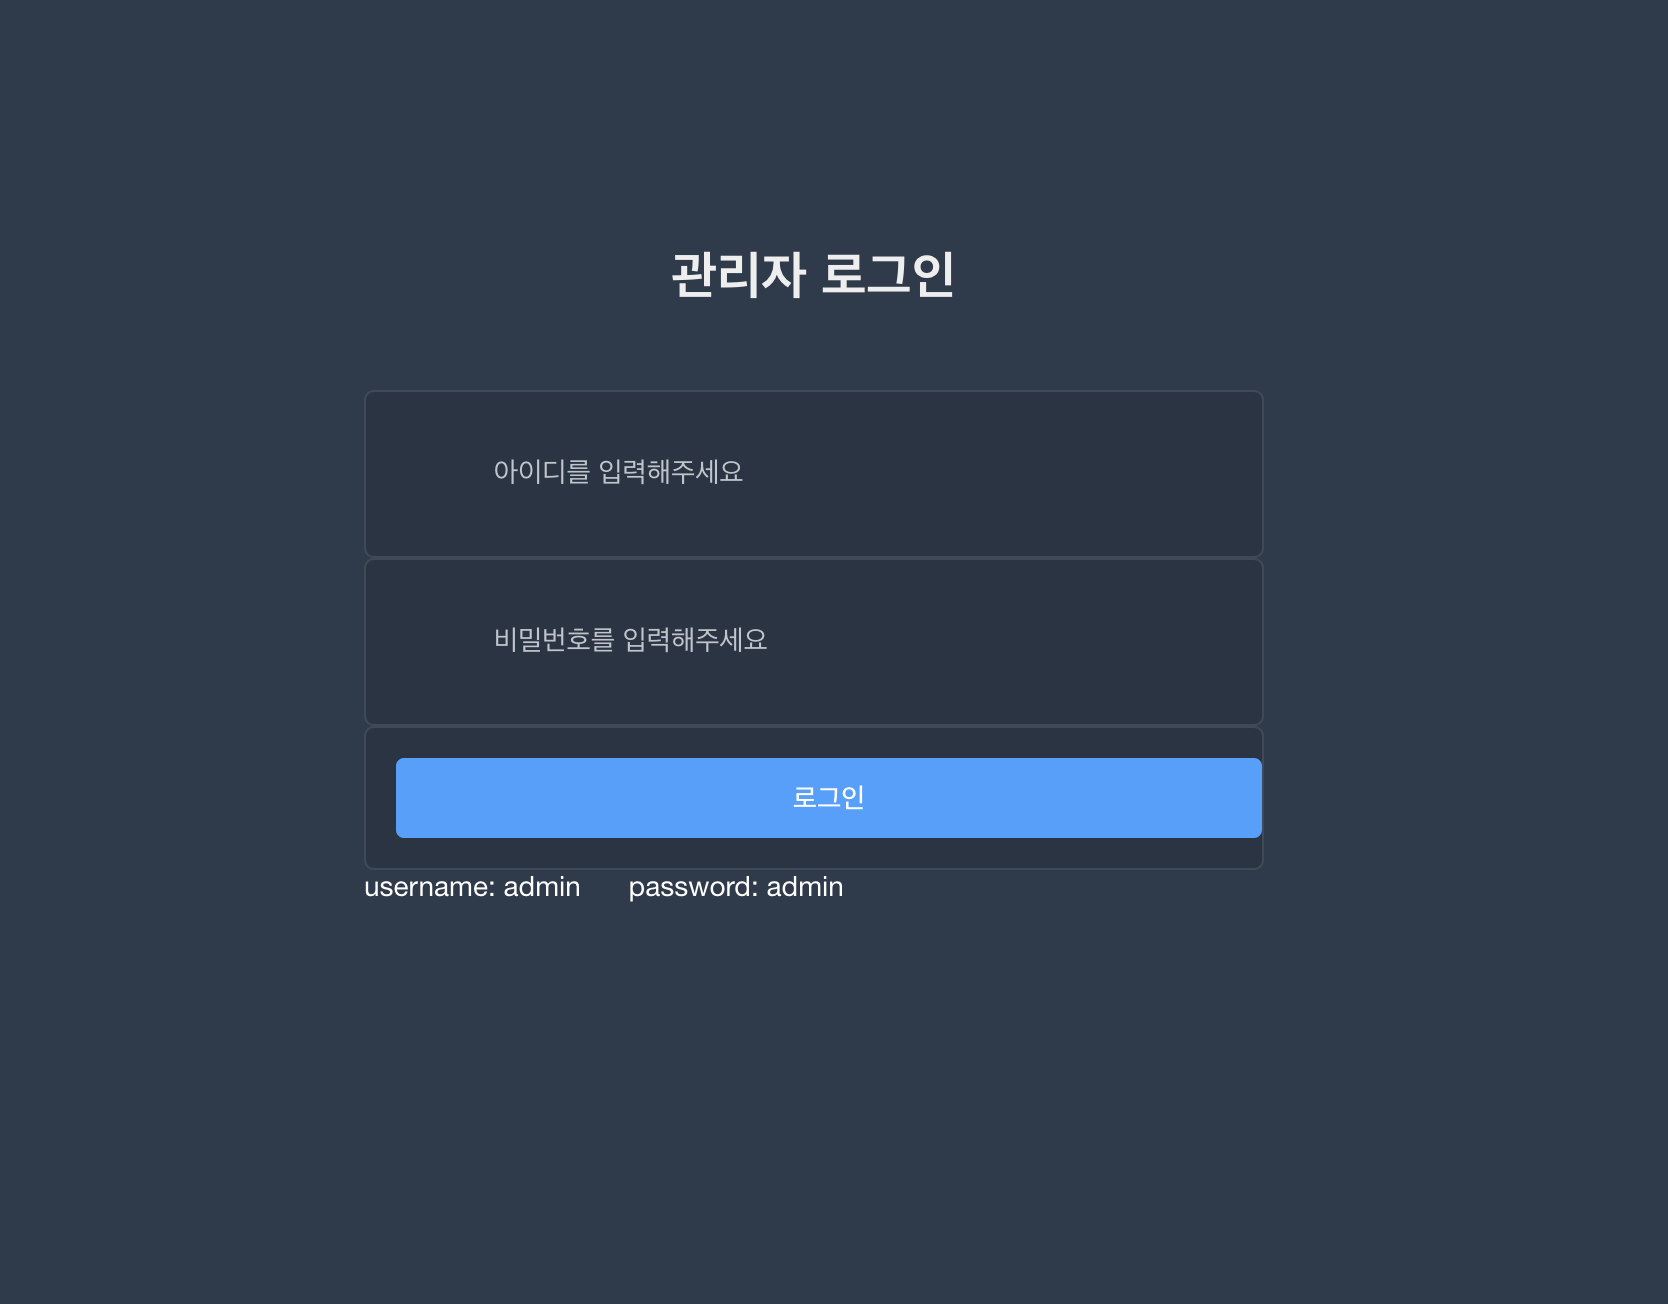 관리자 로그인
아이디를 입력해주세요
비밀번호를 입력해주세요
로그인
username: admin password: admin